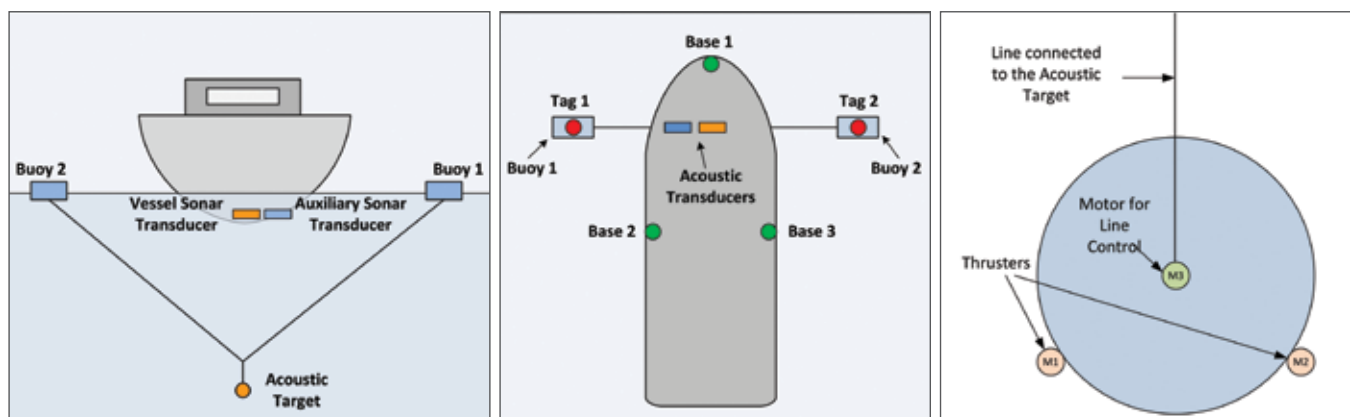 Buoy 2
Buoy 1
Vessel Sonar
Transducer
Auxiliary Sonar
Transducer
Acoustic
Target
Base 1
Tag 1
Tag 2
Buoy 1
Buoy 2
Acoustic
Transducers
Base 2
Base 3
Line connected
to the Acoustic
Target
Motor for
Line
Control
Thrusters
M3
M1
M2